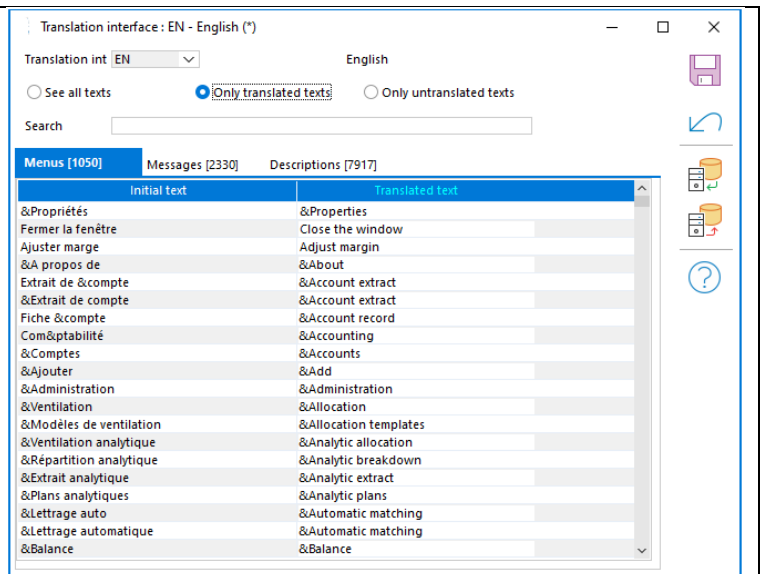 Translation interface : EN - English (*)
Translation int EN English
See all texts Only translated texts Only untranslated texts
Search
Menus [1050] Messages [2330] Descriptions [7917]
Initial text Translated text
&Propriétés &Properties
Fermer la fenêtre Close the window
Ajuster marge Adjust margin
&A propos de &About
Extrait de &compte &Account extract
&Extrait de compte &Account extract
Fiche &compte &Account record
Com&ptabilité &Accounting
&Comptes &Accounts
&Ajouter &Add
&Administration &Administration
&Ventilation &Allocation
&Modèles de ventilation &Allocation templates
&Ventilation analytique &Analytic allocation
&Répartition analytique &Analytic breakdown
&Extrait analytique &Analytic extract
&Plans analytiques &Analytic plans
&Lettrage auto &Automatic matching
&Lettrage automatique &Automatic matching
&Balance &Balance